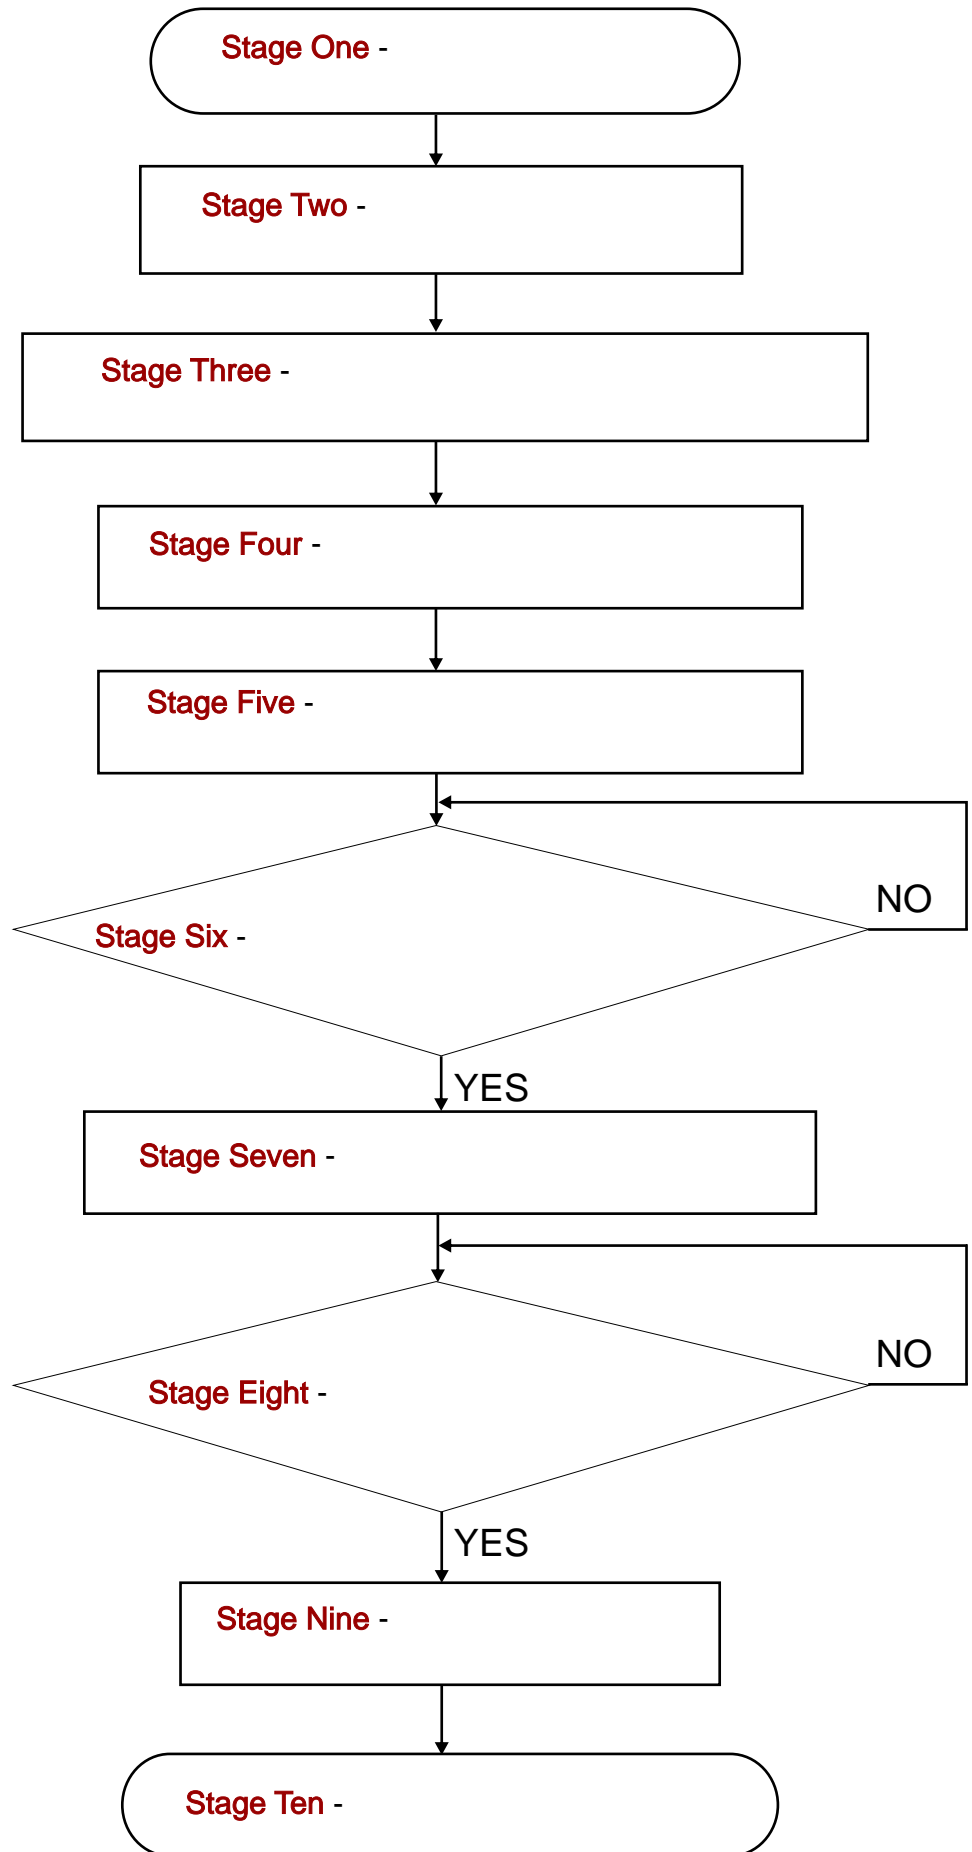 Stage One -
Stage Two -
Stage Three -
Stage Four -
Stage Five -
NO
Stage Six -
YES
Stage Seven -
NO
Stage Eight -
YES
Stage Nine -
Stage Ten -